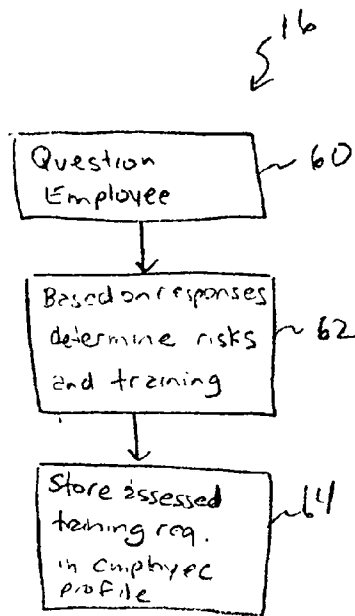 16
Question
Employee
60
Based on responses
determine risks
and training
62
Store assessed
training req.
in employee
profile
64